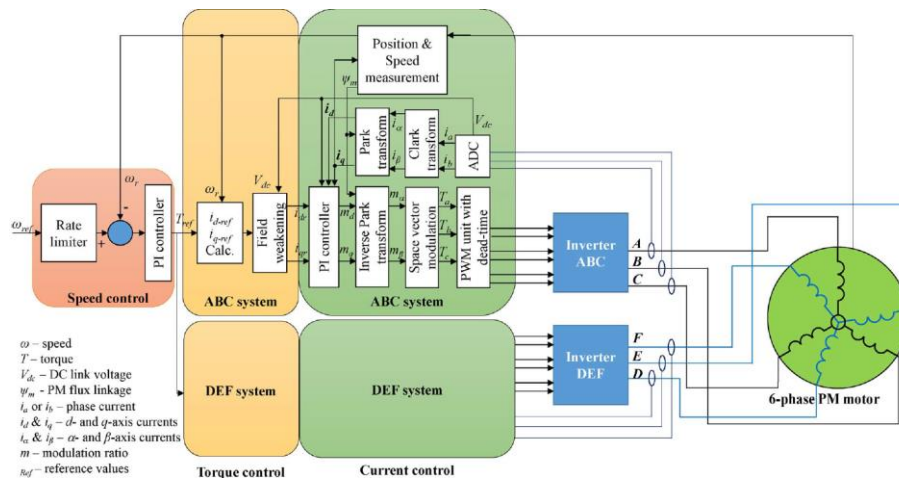 Position &
Speed
measurement
ψm
id
iq
iα
iβ
Park
transform
Clark
transform
ia
ib
ADC
Vdc
ωr
-
ωref
Rate
limiter
+
PI controller
Tref
ωr
id-ref
iq-ref
Calc.
Vdc
Field
weakening
idr
iqr
PI controller
md
mq
Inverse Park
transform
mα
mβ
Spacce vector
modulation
Ta
Tb
Tc
PWM unit with
dead-time
Inverter
ABC
A
B
C
Speed control
ABC system
ABC system
ω – speed
T – torque
Vdc – DC link voltage
ψm - PM flux linkage
ia or ib – phase current
id & iq – d- and q-axis currents
iα & iβ – α- and β-axis currents
m – modulation ratio
Ref – reference values
DEF system
DEF system
Inverter
DEF
F
E
D
6-phase PM motor
Torque control
Current control